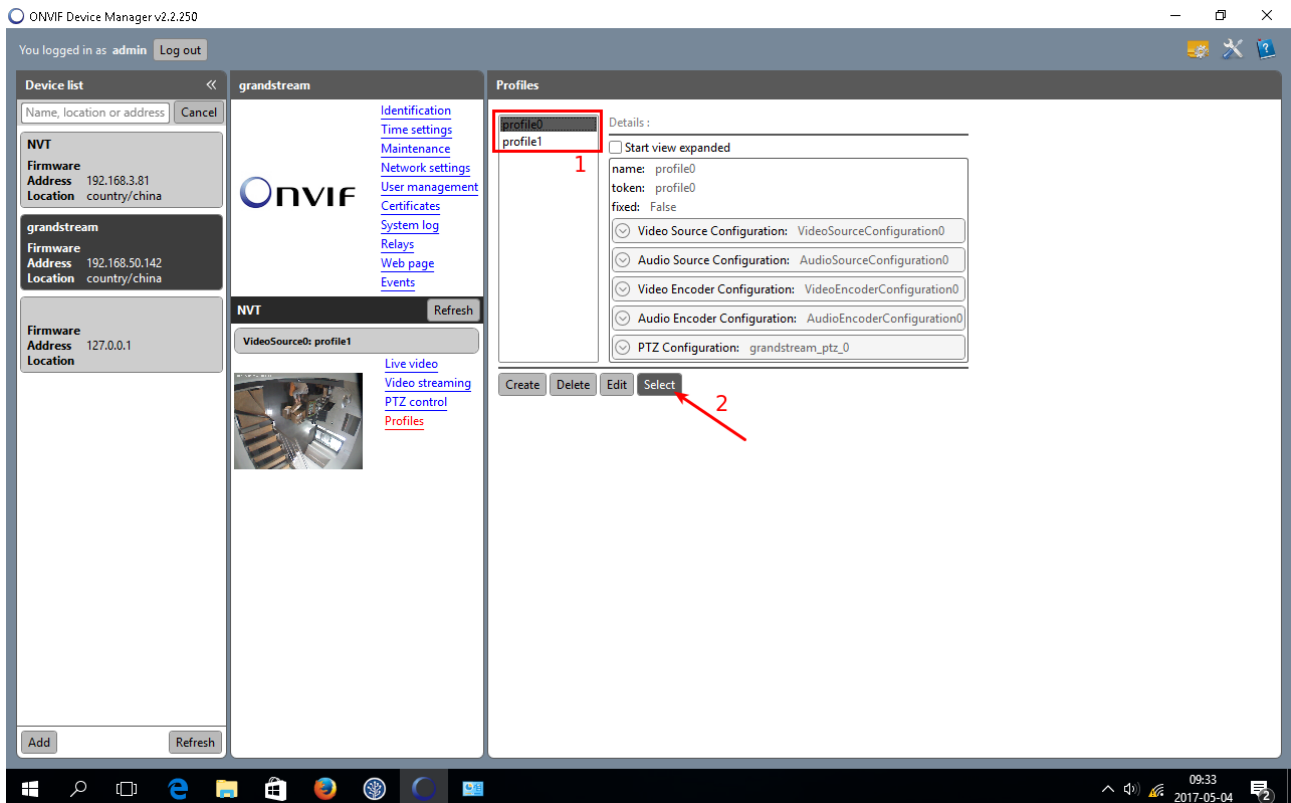 ONVIF Device Manager v2.2.250
You logged in as admin Log out
Device list
Name, location or address Cancel
NVT
Firmware
Address 192.168.3.81
Location country/china
grandstream
Firmware
Address 192.168.50.142
Location country/china
Firmware
Address 127.0.0.1
Location
Add Refresh
grandstream
ONVIF
Identification
Time settings
Maintenance
Network settings
User management
Certificates
System log
Relays
Web page
Events
NVT Refresh
VideoSource0: profile1
Live video
Video streaming
PTZ control
Profiles
Profiles
profile0
profile1
1
Details :
Start view expanded
name: profile0
token: profile0
fixed: False
Video Source Configuration: VideoSourceConfiguration0
Audio Source Configuration: AudioSourceConfiguration0
Video Encoder Configuration: VideoEncoderConfiguration0
Audio Encoder Configuration: AudioEncoderConfiguration0
PTZ Configuration: grandstream_ptz_0
Create Delete Edit Select
2
09:33
2017-05-04
2